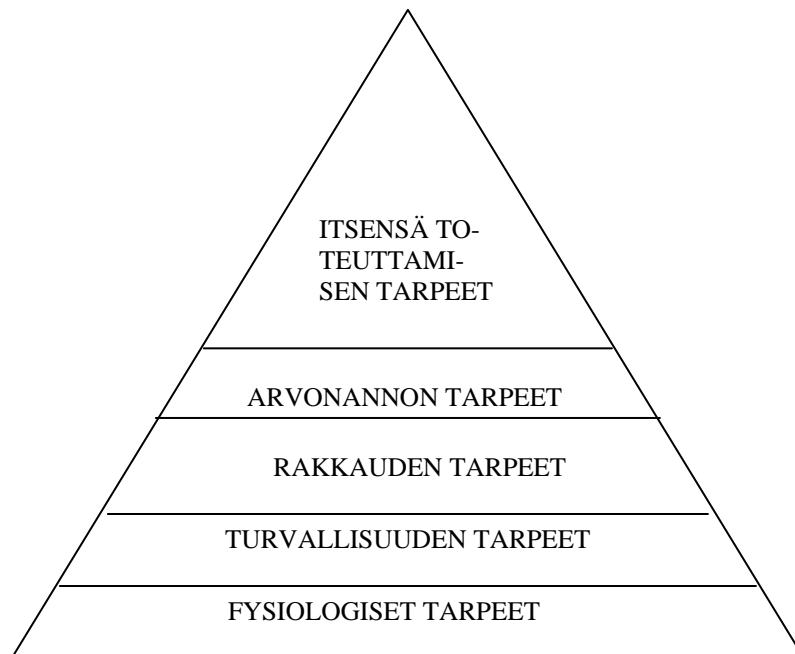 ITSENSÄ TO-
TEUTTAMI-
SEN TARPEET
ARVONANNON TARPEET
RAKKAUDEN TARPEET
TURVALLISUUDEN TARPEET
FYSIOLOGISET TARPEET